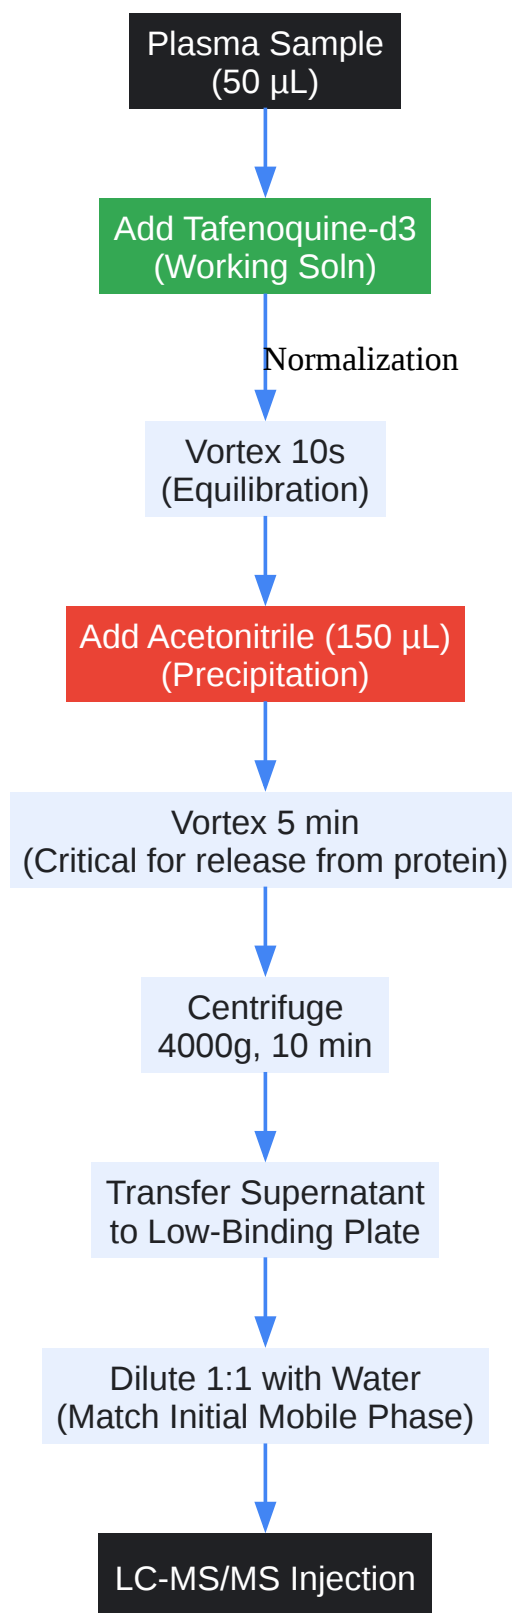 Plasma Sample
(50 µL)
Add Tafenoquine-d3
(Working Soln)
Normalization
Vortex 10s
(Equilibration)
Add Acetonitrile (150 µL)
(Precipitation)
Vortex 5 min
(Critical for release from protein)
Centrifuge
4000g, 10 min
Transfer Supernatant
to Low-Binding Plate
Dilute 1:1 with Water
(Match Initial Mobile Phase)
LC-MS/MS Injection